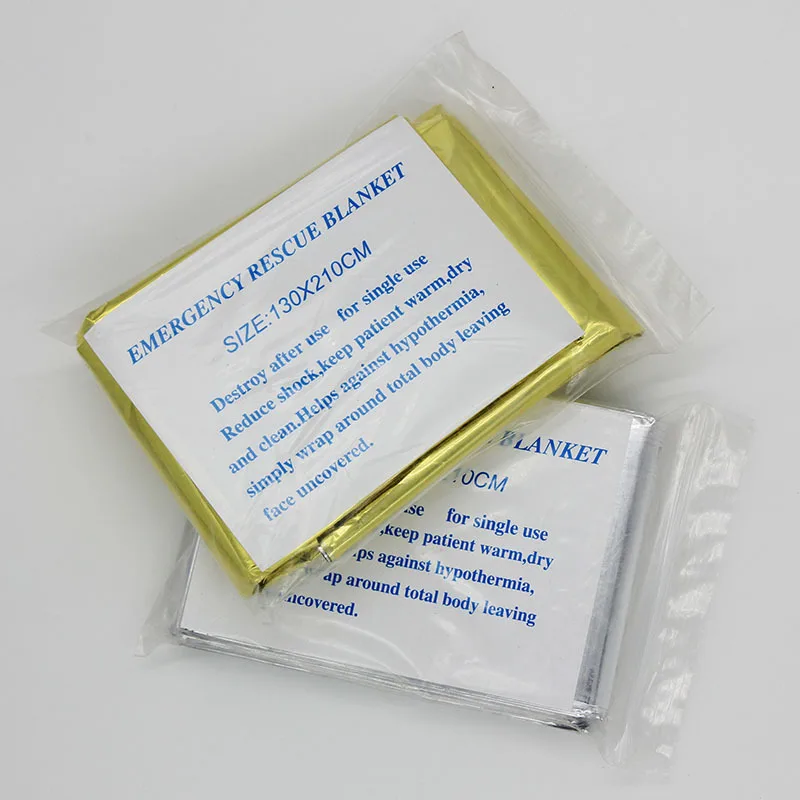 EMERGENCY RESCUE BLANKET
SIZE:130X210CM
Destroy after use for single use
Reduce shock,keep patient warm,dry
and clean.Helps against hypothermia,
simply wrap around total body leaving
face uncovered.
BLANKET
10CM
se for single use
,keep patient warm,dry
ps against hypothermia,
ap around total body leaving
ncovered.